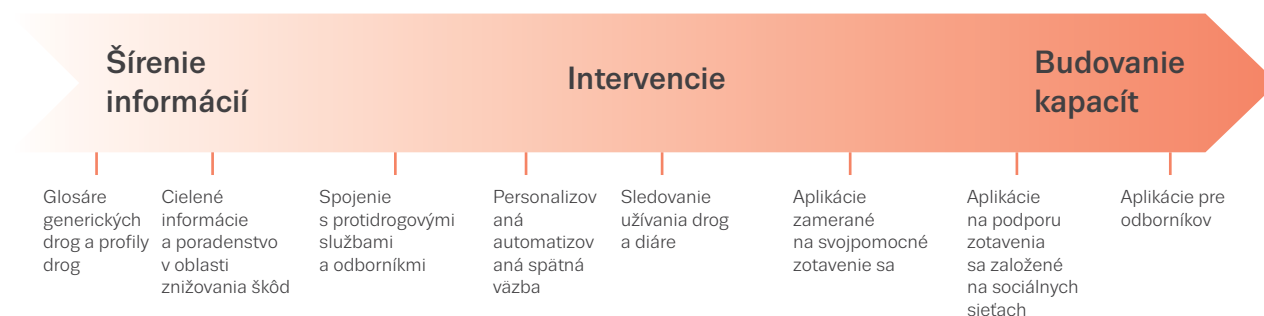 Šírenie
informácií
Intervencie
Budovanie
kapacít
Glosáre
generických
drog a profily
drog
Cielené
informácie
a poradenstvo
v oblasti
znižovania škôd
Spojenie
s protidrogovými
službami
a odborníkmi
Personalizov
aná
automatizov
aná spätná
väzba
Sledovanie
užívania drog
a diáre
Aplikácie
zamerané
na svojpomocné
zotavenie sa
Aplikácie
na podporu
zotavenia
sa založené
na sociálnych
sieťach
Aplikácie pre
odborníkov